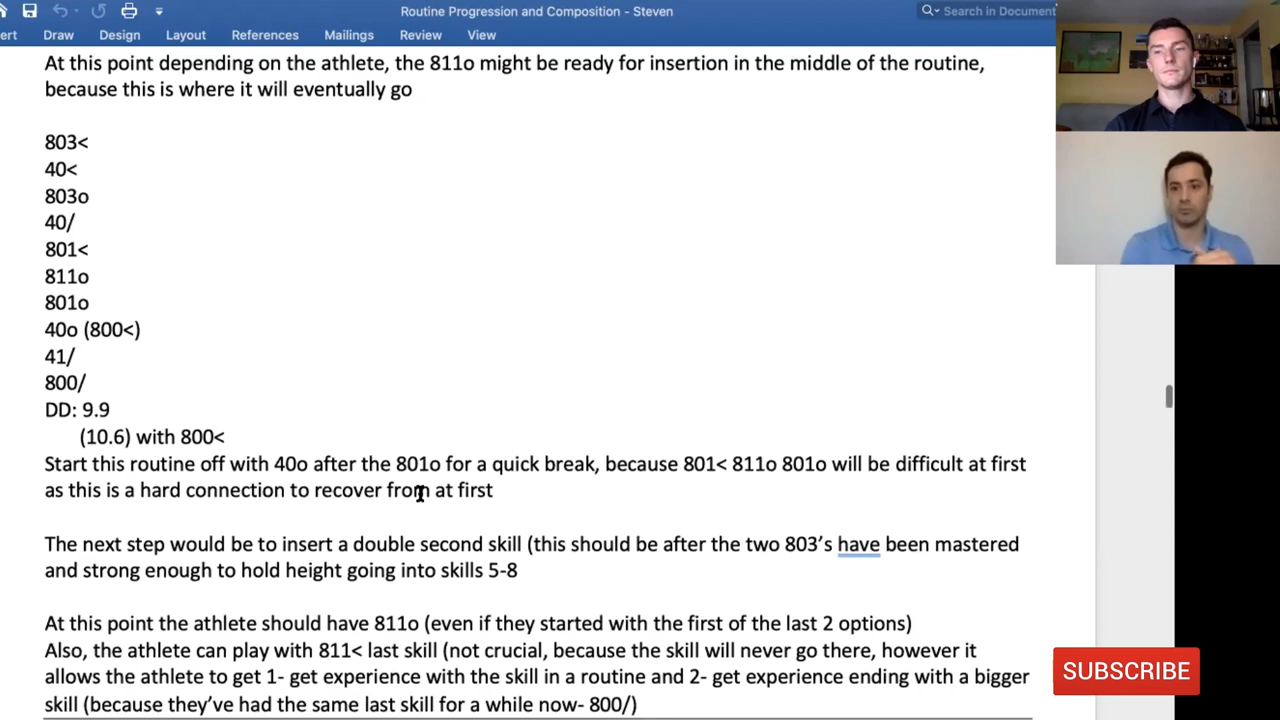 Routine Progression and Composition - Steven
Search in Document
ert Draw Design Layout References Mailings Review View
At this point depending on the athlete, the 811o might be ready for insertion in the middle of the routine,
because this is where it will eventually go
803<
40<
803o
40/
801<
811o
801o
40o (800<)
41/
800/
DD: 9.9
(10.6) with 800<
Start this routine off with 40o after the 801o for a quick break, because 801< 811o 801o will be difficult at first
as this is a hard connection to recover from at first
The next step would be to insert a double second skill (this should be after the two 803's have been mastered
and strong enough to hold height going into skills 5-8
At this point the athlete should have 811o (even if they started with the first of the last 2 options)
Also, the athlete can play with 811< last skill (not crucial, because the skill will never go there, however it
allows the athlete to get 1- get experience with the skill in a routine and 2- get experience ending with a bigger
skill (because they've had the same last skill for a while now- 800/)
SUBSCRIBE